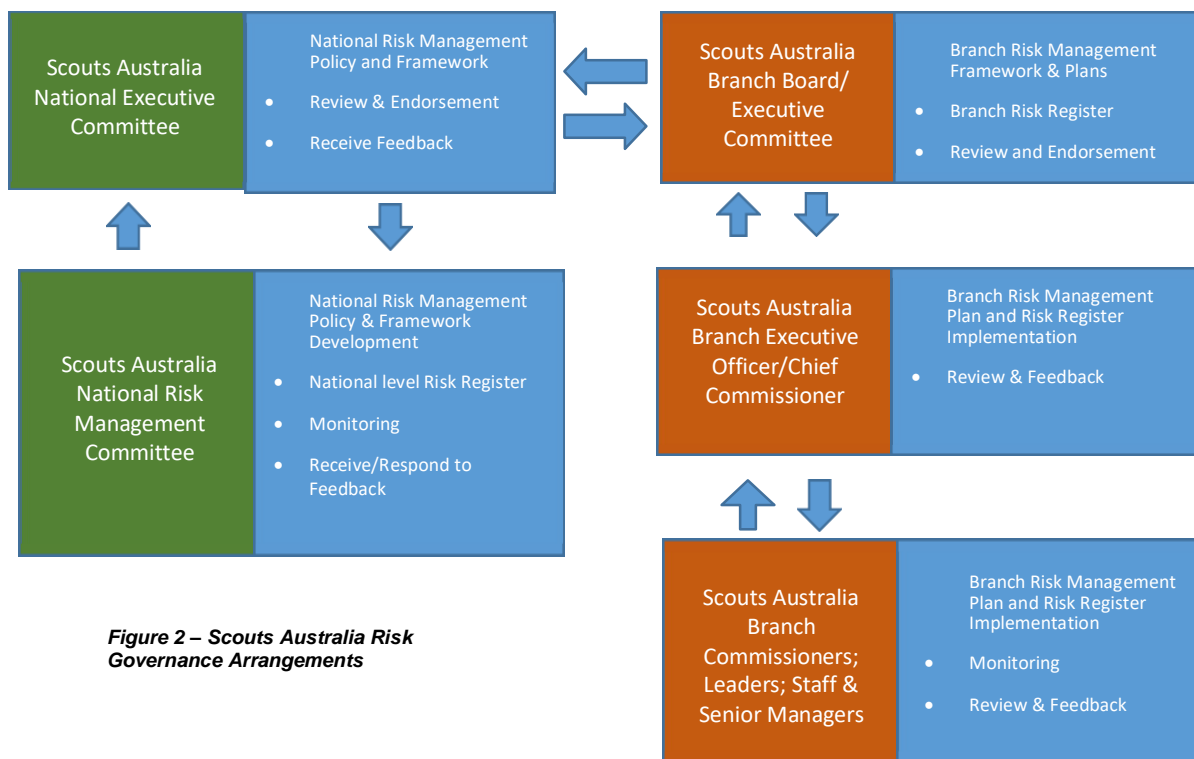 Scouts Australia
National Executive
Committee
National Risk Management
Policy and Framework
• Review & Endorsement
• Receive Feedback
Scouts Australia
Branch Board/
Executive
Committee
Branch Risk Management
Framework & Plans
• Branch Risk Register
• Review and Endorsement
Scouts Australia
National Risk
Management
Committee
National Risk Management
Policy & Framework
Development
• National level Risk Register
• Monitoring
• Receive/Respond to
Feedback
Scouts Australia
Branch Executive
Officer/Chief
Commissioner
Branch Risk Management
Plan and Risk Register
Implementation
• Review & Feedback
Scouts Australia
Branch
Commissioners;
Leaders; Staff &
Senior Managers
Branch Risk Management
Plan and Risk Register
Implementation
• Monitoring
• Review & Feedback
Figure 2 – Scouts Australia Risk
Governance Arrangements